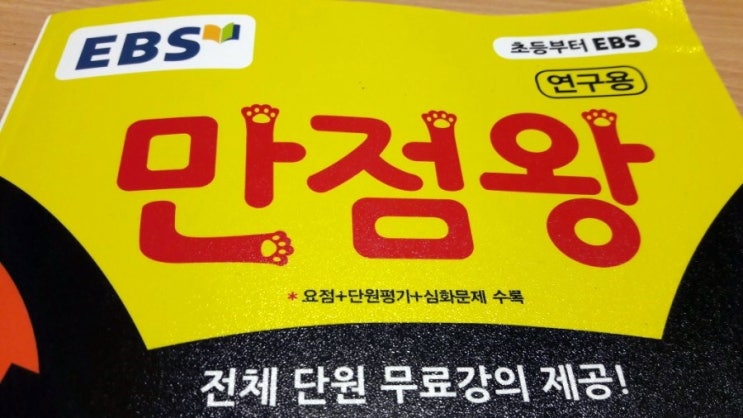 EBS
초등부터 EBS
연구용
만점왕
* 요점+단원평가+심화문제 수록
전체 단원 무료강의 제공!